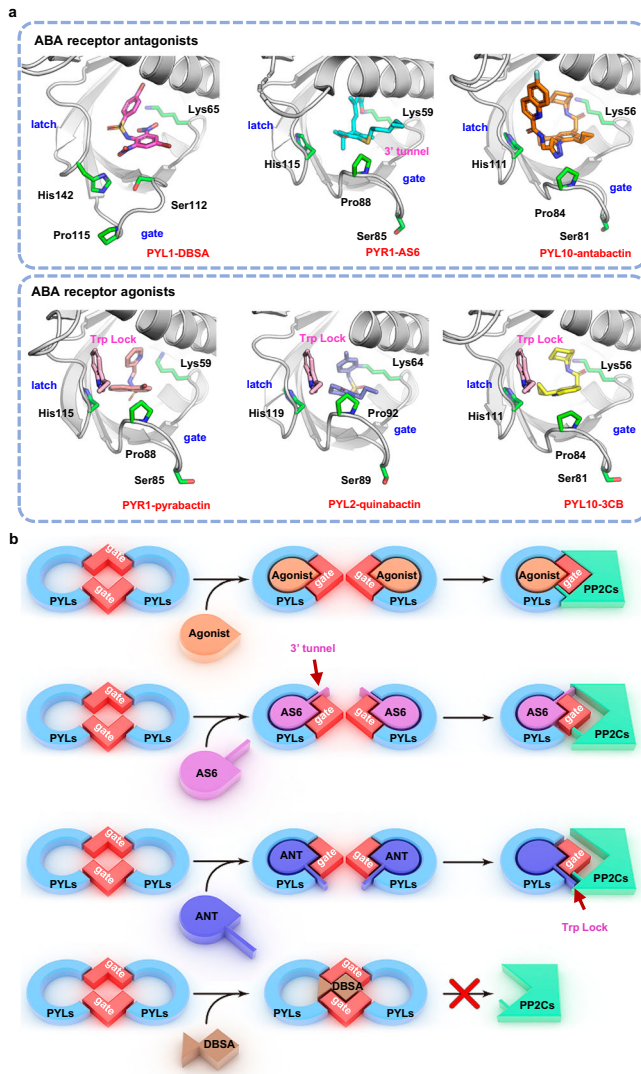 a
ABA receptor antagonists
Lys65
latch
His142
Ser112
Pro115
gate
PYL1-DBSA
Lys59
latch
3' tunnel
His115
gate
Pro88
Ser85
PYR1-AS6
Lys56
latch
His111
gate
Pro84
Ser81
PYL10-antabactin
ABA receptor agonists
Trp Lock
Lys59
latch
His115
gate
Pro88
Ser85
PYR1-pyrabactin
Trp Lock
Lys64
latch
His119
Pro92
gate
Ser89
PYL2-quinabactin
Trp Lock
Lys56
latch
His111
gate
Pro84
Ser81
PYL10-3CB
b
gate
gate
PYLs
PYLs
Agonist
Agonist
gate
gate
Agonist
PYLs
PYLs
Agonist
gate
PYLs
PP2Cs
3' tunnel
gate
gate
PYLs
PYLs
AS6
AS6
gate
gate
AS6
PYLs
PYLs
AS6
gate
PYLs
PP2Cs
gate
gate
PYLs
PYLs
ANT
ANT
gate
gate
ANT
PYLs
PYLs
gate
PYLs
PP2Cs
Trp Lock
gate
gate
PYLs
PYLs
DBSA
gate
DBSA
gate
PYLs
PYLs
PP2Cs